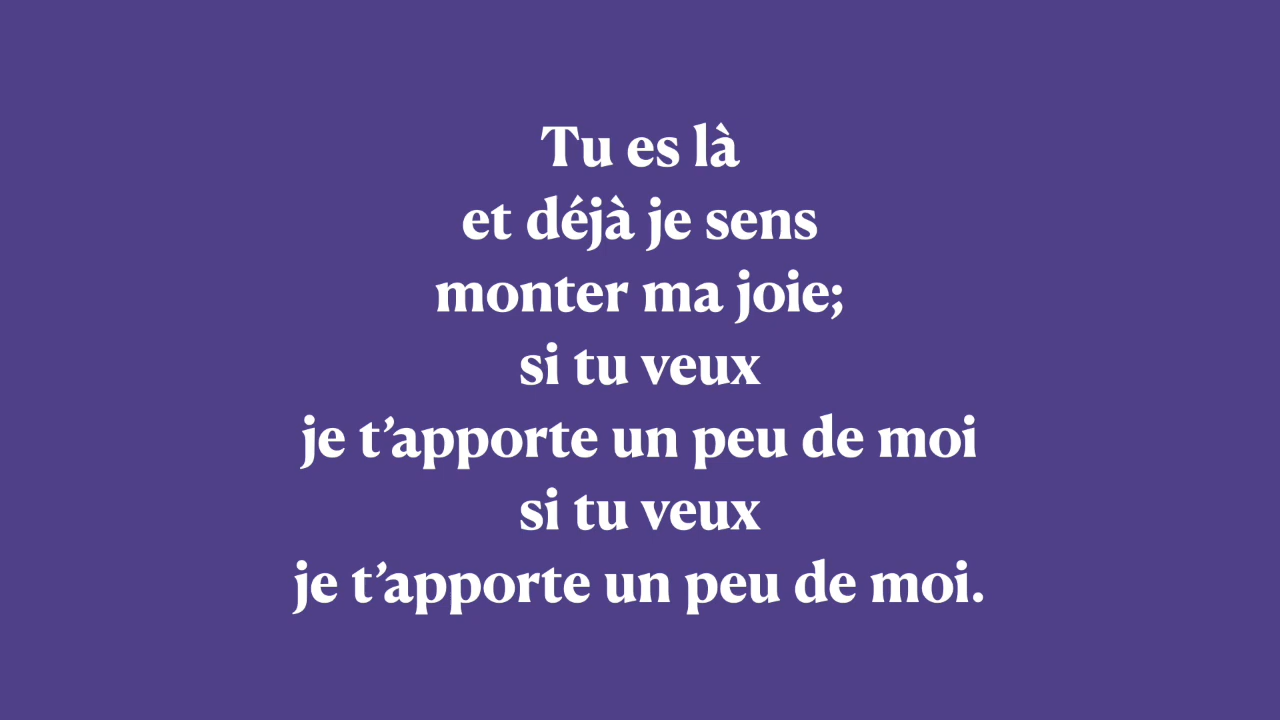 Tu es là
et déjà je sens
monter ma joie;
si tu veux
je t’apporte un peu de moi
si tu veux
je t’apporte un peu de moi.